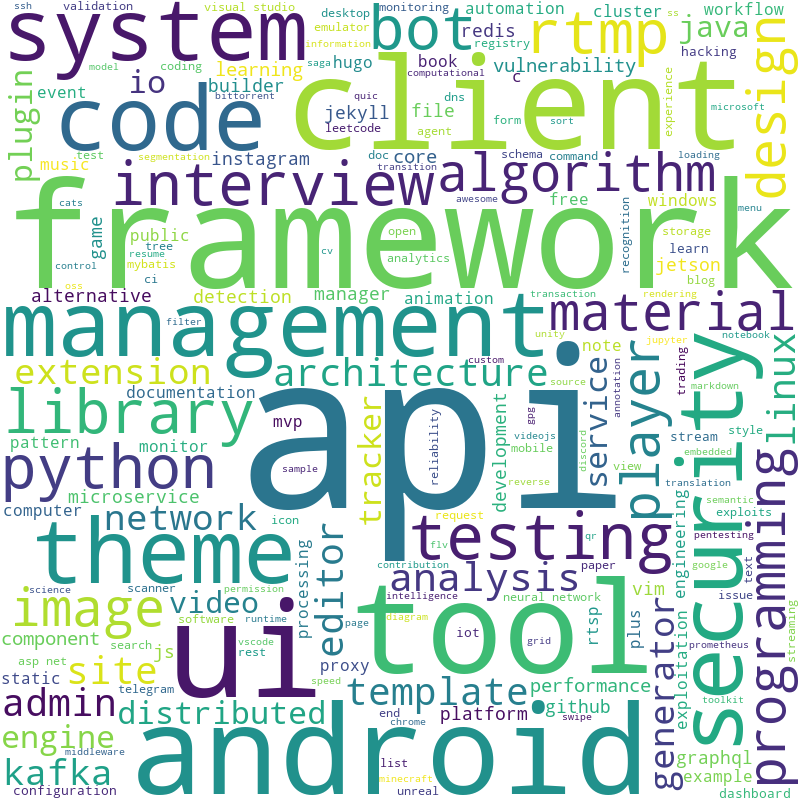 ssh
validation
visual studio
monitoring
automation
ss
desktop
cluster
workflow
system
bot
rtmp
java
design
emulator
redis
information
registry
hacking
model
coding
learning
saga
hugo
book
vulnerability
io
builder
computational
c
plugin
event
bittorrent
quic
jekyll
file
dns
experience
microsoft
code
client
leetcode
agent
form
sort
music
test
segmentation
instagram
doc
core
schema
command
loading
transition
interview
algorithm
awesome
free
windows
menu
cats
framework
game
public
tree
resume
mybatis
control
ci
oss
open
analytics
cv
recognition
storage
learn
jetson
blog
alternative
detection
manager
animation
transaction
rendering
management
material
filter
unity
note
jupyter
notebook
extension
architecture
custom
source
annotation
trading
documentation
library
api
tracker
mvp
service
player
security
linux
markdown
pattern
monitor
reliability
videojs
gpg
development
mobile
discord
view
stream
style
embedded
python
sample
reverse
translation
microservice
semantic
computer
network
icon
request
qr
exploits
engineering
programming
theme
testing
flv
pentesting
editor
processing
contribution
paper
analysis
google
text
science
scanner
permission
intelligence
neural network
vim
issue
image
video
software
runtime
diagram
rtsp
plus
tool
component
js
vscode
page
iot
grid
ui
search
rest
generator
exploitation
prometheus
streaming
asp net
site
proxy
static
speed
telegram
template
performance
toolkit
admin
distributed
end
platform
swipe
github
chrome
engine
middleware
android
list
graphql
kafka
minecraft
example
configuration
unreal
dashboard